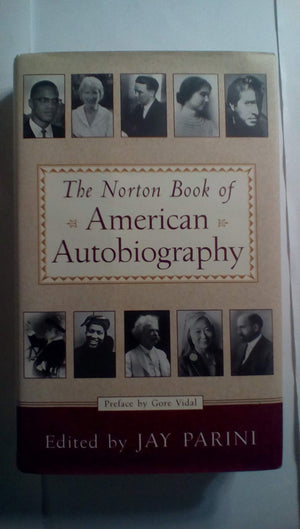 The Norton Book of
American
Autobiography
Preface by Gore Vidal
Edited by JAY PARINI